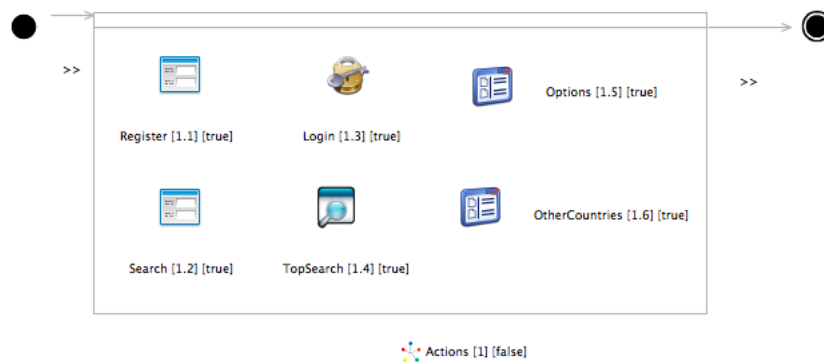 >>
Options [1.5] [true]
>>
Register [1.1] [true]
Login [1.3] [true]
OtherCountries [1.6] [true]
Search [1.2] [true]
TopSearch [1.4] [true]
Actions [1] [false]